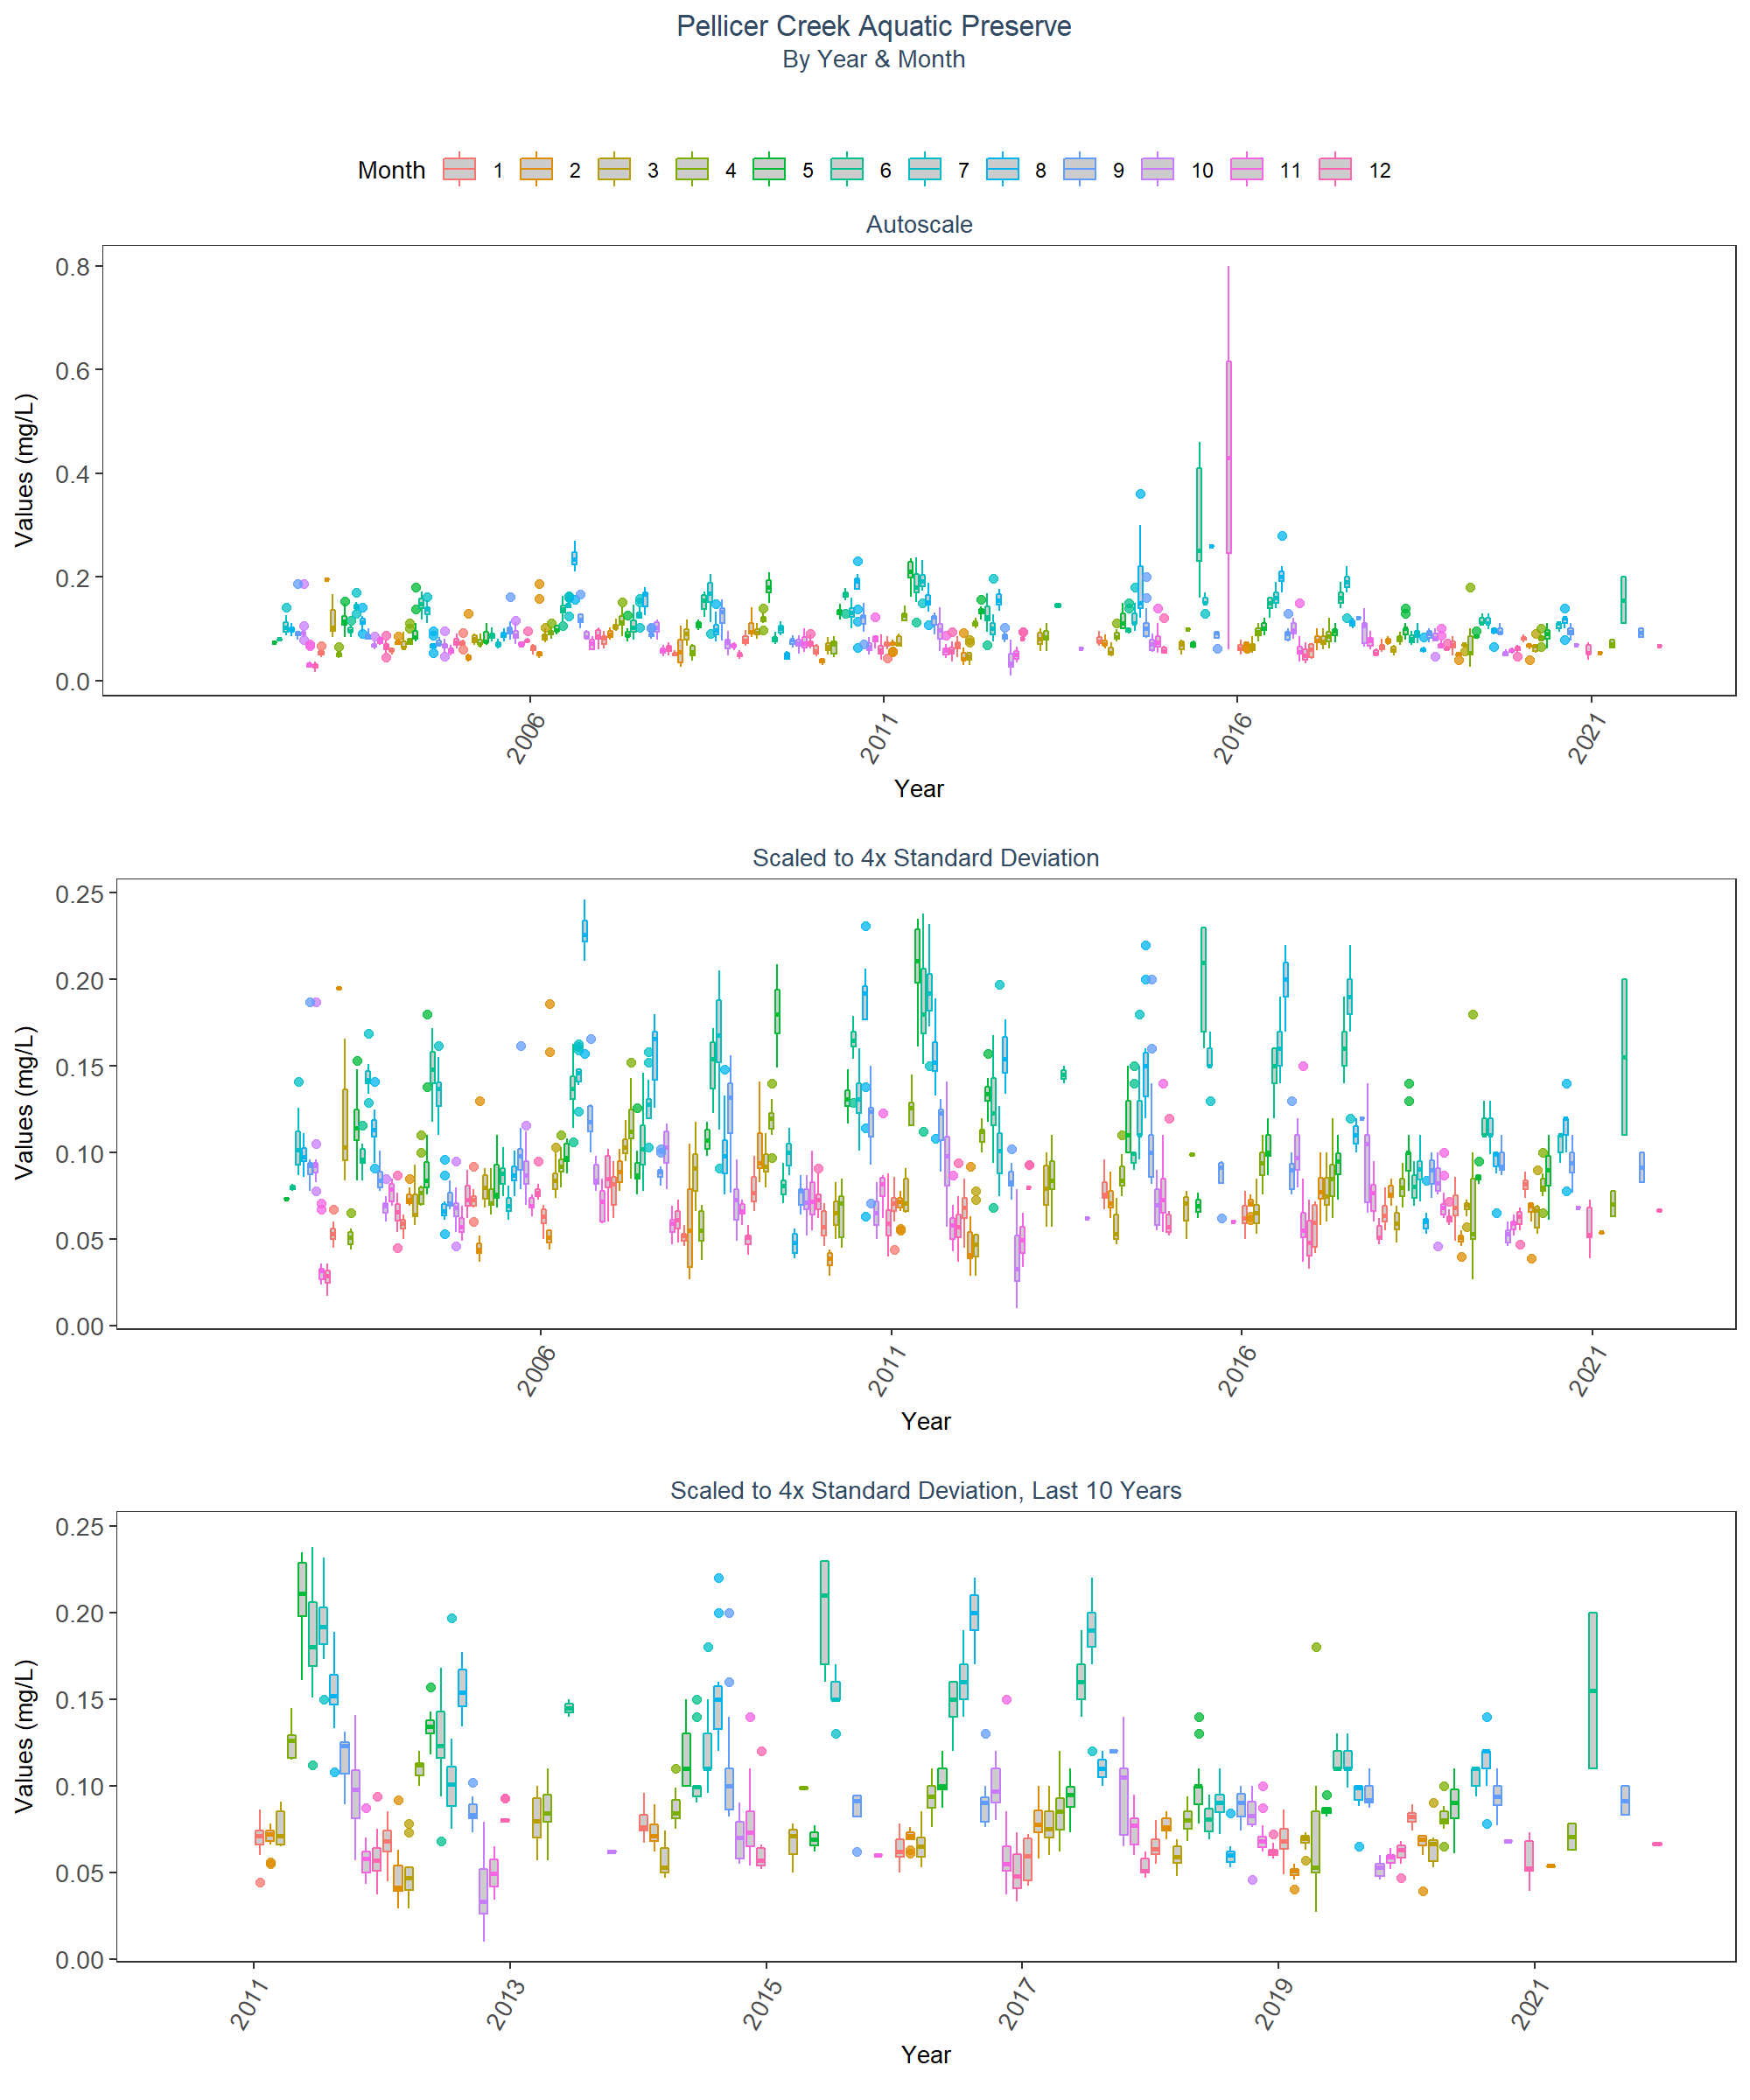 Pellicer Creek Aquatic Preserve
By Year & Month
Month 1 2 3 4 5 6 7 8 9 10 11 12
Autoscale
Values (mg/L)
0.8
0.6
0.4
0.2
0.0
2006 2011 2016 2021
Year
Scaled to 4x Standard Deviation
Values (mg/L)
0.25
0.20
0.15
0.10
0.05
0.00
2006 2011 2016 2021
Year
Scaled to 4x Standard Deviation, Last 10 Years
Values (mg/L)
0.25
0.20
0.15
0.10
0.05
0.00
2011 2013 2015 2017 2019 2021
Year